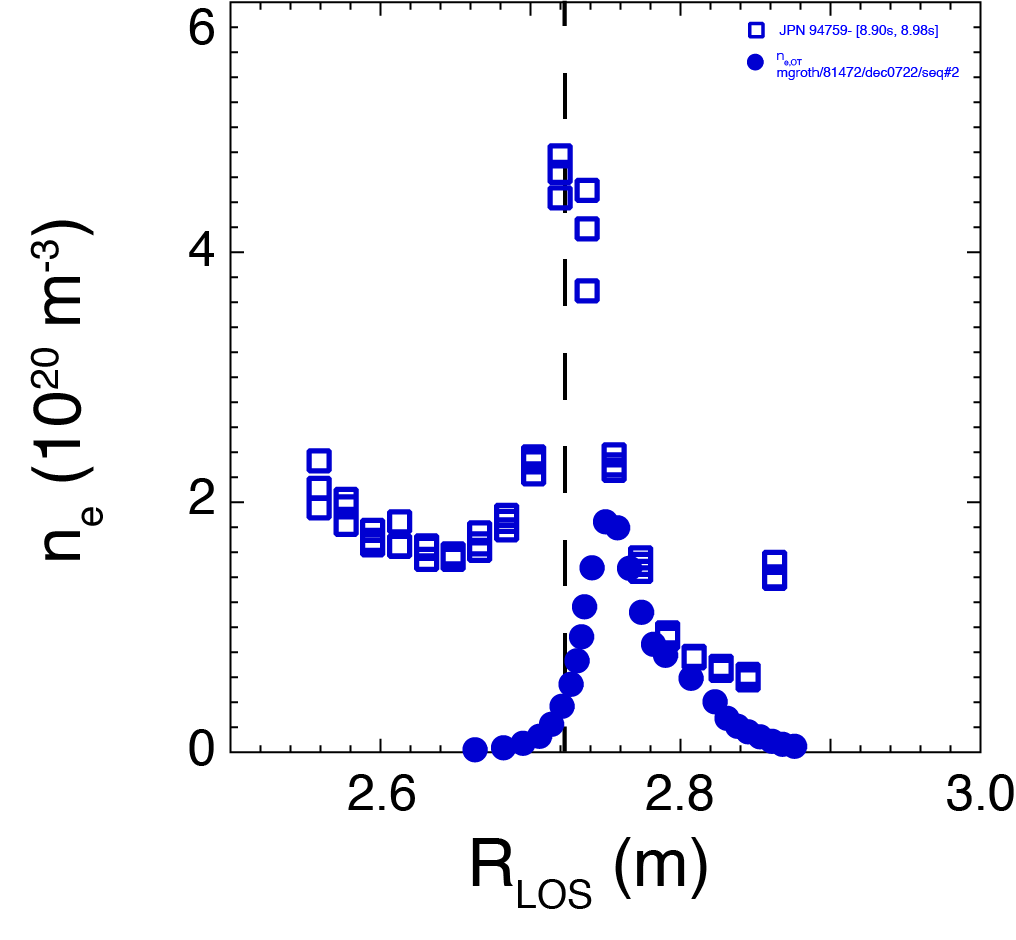 6
4
2
0
2.6 2.8 3.0
n_e (10^20 m^-3)
R_LOS (m)
JPN 94759- [8.90s, 8.98s]
n_e,OT
mgroth/81472/dec0722/seq#2